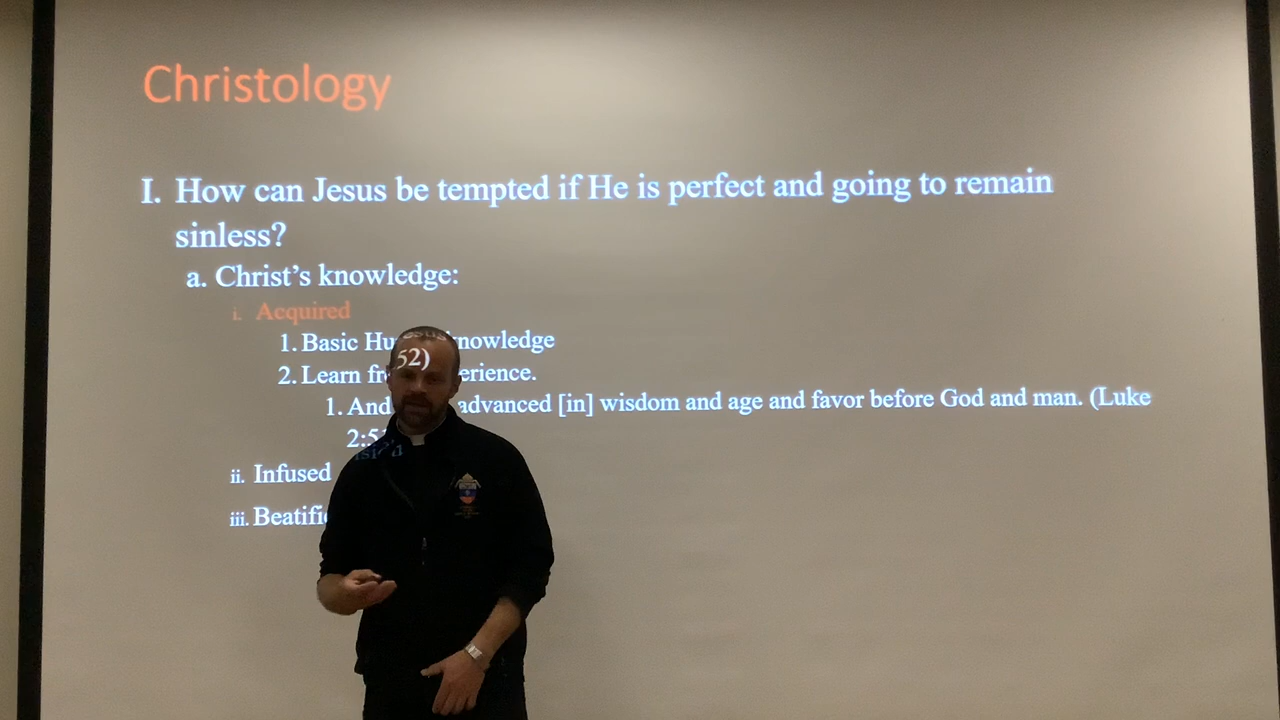 Christology
I. How can Jesus be tempted if He is perfect and going to remain
sinless?
a. Christ's knowledge:
i. Acquired
1. Basic Hu Jesus knowledge
2. Learn fr 52) erience.
1. And advanced [in] wisdom and age and favor before God and man. (Luke
2:5
ii. Infused
iii. Beatific